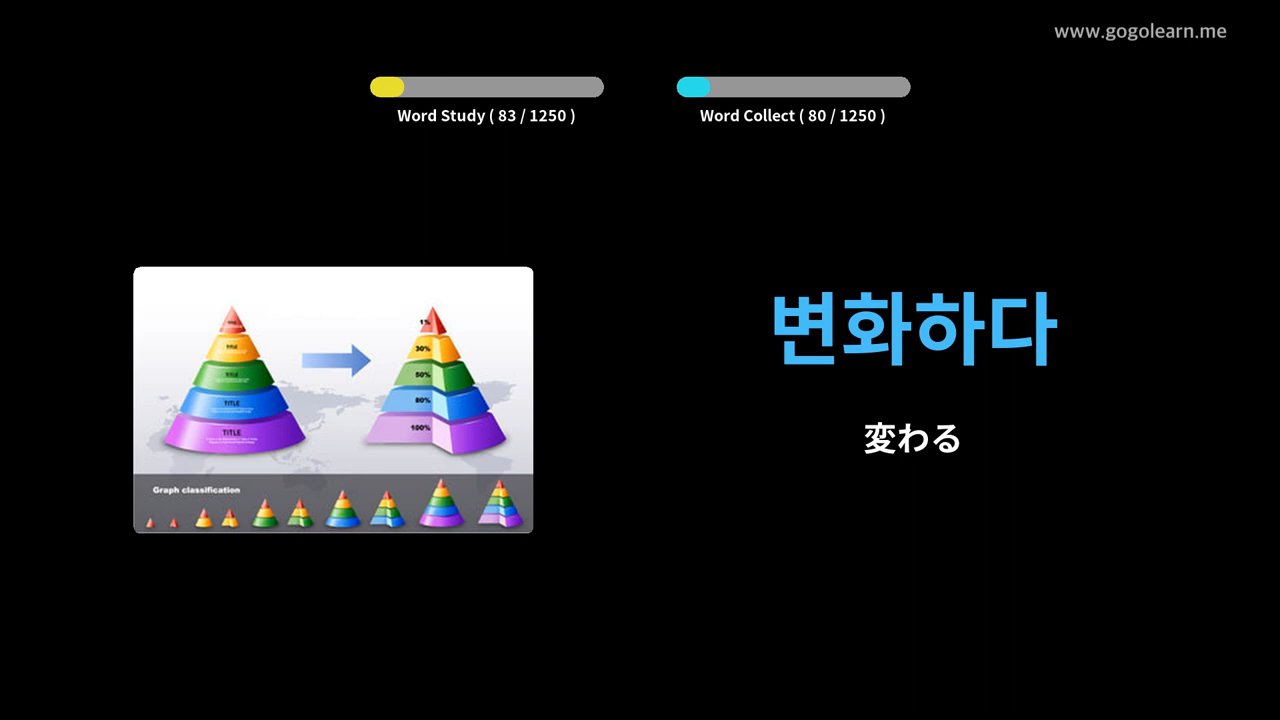 www.gogolearn.me
Word Study ( 83 / 1250 )
Word Collect ( 80 / 1250 )
변화하다
変わる
TITLE
TITLE
TITLE
TITLE
1%
30%
50%
80%
100%
Graph classification